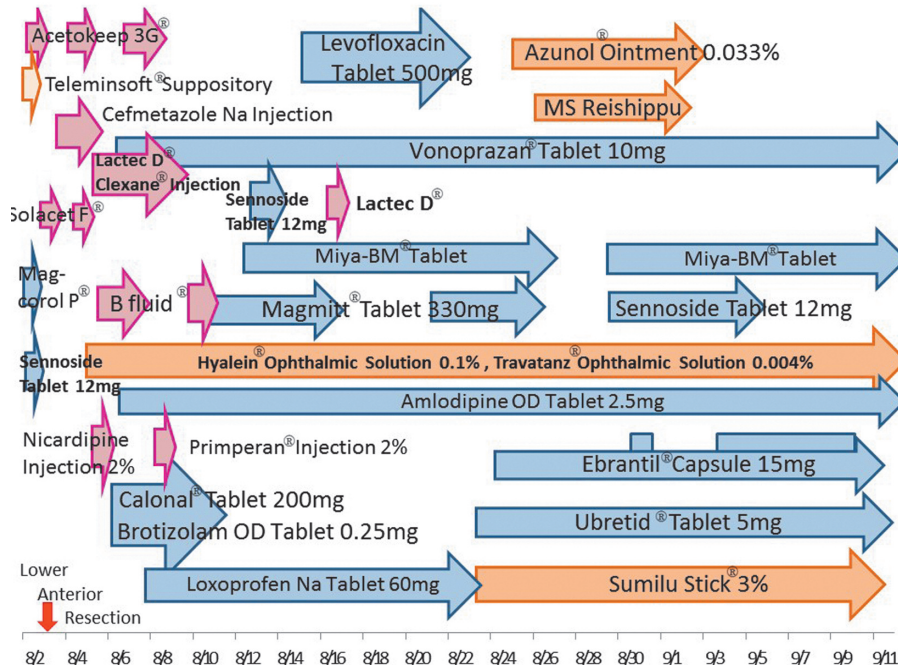 Acetokeep 3G®
Levofloxacin
Tablet 500mg
Azunol® Ointment 0.033%
Teleminsoft® Suppository
MS Reishippu
Cefmetazole Na Injection
Vonoprazan® Tablet 10mg
Lactec D®
Clexane® Injection
Sennoside
Tablet 12mg
Lactec D®
Solacet F®
Miya-BM® Tablet
Miya-BM® Tablet
Mag-
corol P®
B fluid®
Magmitt® Tablet 330mg
Sennoside Tablet 12mg
Sennoside
Tablet 12mg
Hyalein® Ophthalmic Solution 0.1% , Travatanz® Ophthalmic Solution 0.004%
Amlodipine OD Tablet 2.5mg
Nicardipine
Injection 2%
Primperan® Injection 2%
Ebrantil® Capsule 15mg
Calonal® Tablet 200mg
Brotizolam OD Tablet 0.25mg
Ubretid® Tablet 5mg
Loxoprofen Na Tablet 60mg
Sumilu Stick® 3%
Lower
Anterior
Resection
8/2 8/4 8/6 8/8 8/10 8/12 8/14 8/16 8/18 8/20 8/22 8/24 8/26 8/28 8/30 9/1 9/3 9/5 9/7 9/9 9/11